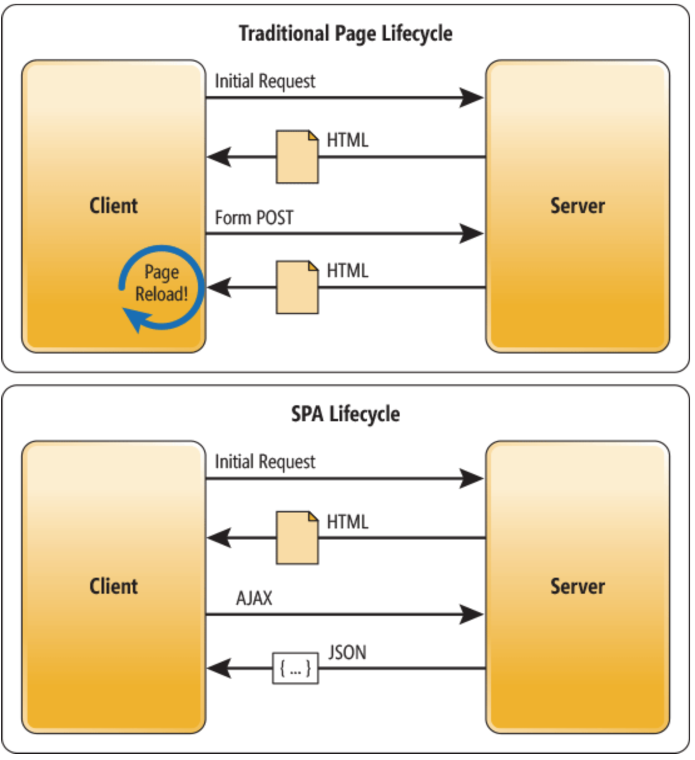 Traditional Page Lifecycle
Initial Request
HTML
Client
Server
Form POST
HTML
Page
Reload!
SPA Lifecycle
Initial Request
HTML
Client
Server
AJAX
JSON
{ ... }